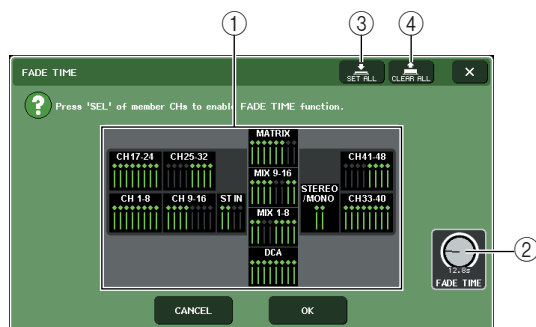 ① ③ ④
FADE TIME
SET ALL
CLEAR ALL
×
? Press 'SEL' of member CHs to enable FADE TIME function.
MATRIX
CH17-24 CH25-32 CH41-48
MIX 9-16
CH 1-8 CH 9-16 ST IN STEREO/MONO CH33-40
MIX 1-8
DCA
12.8s
②
FADE TIME
CANCEL OK